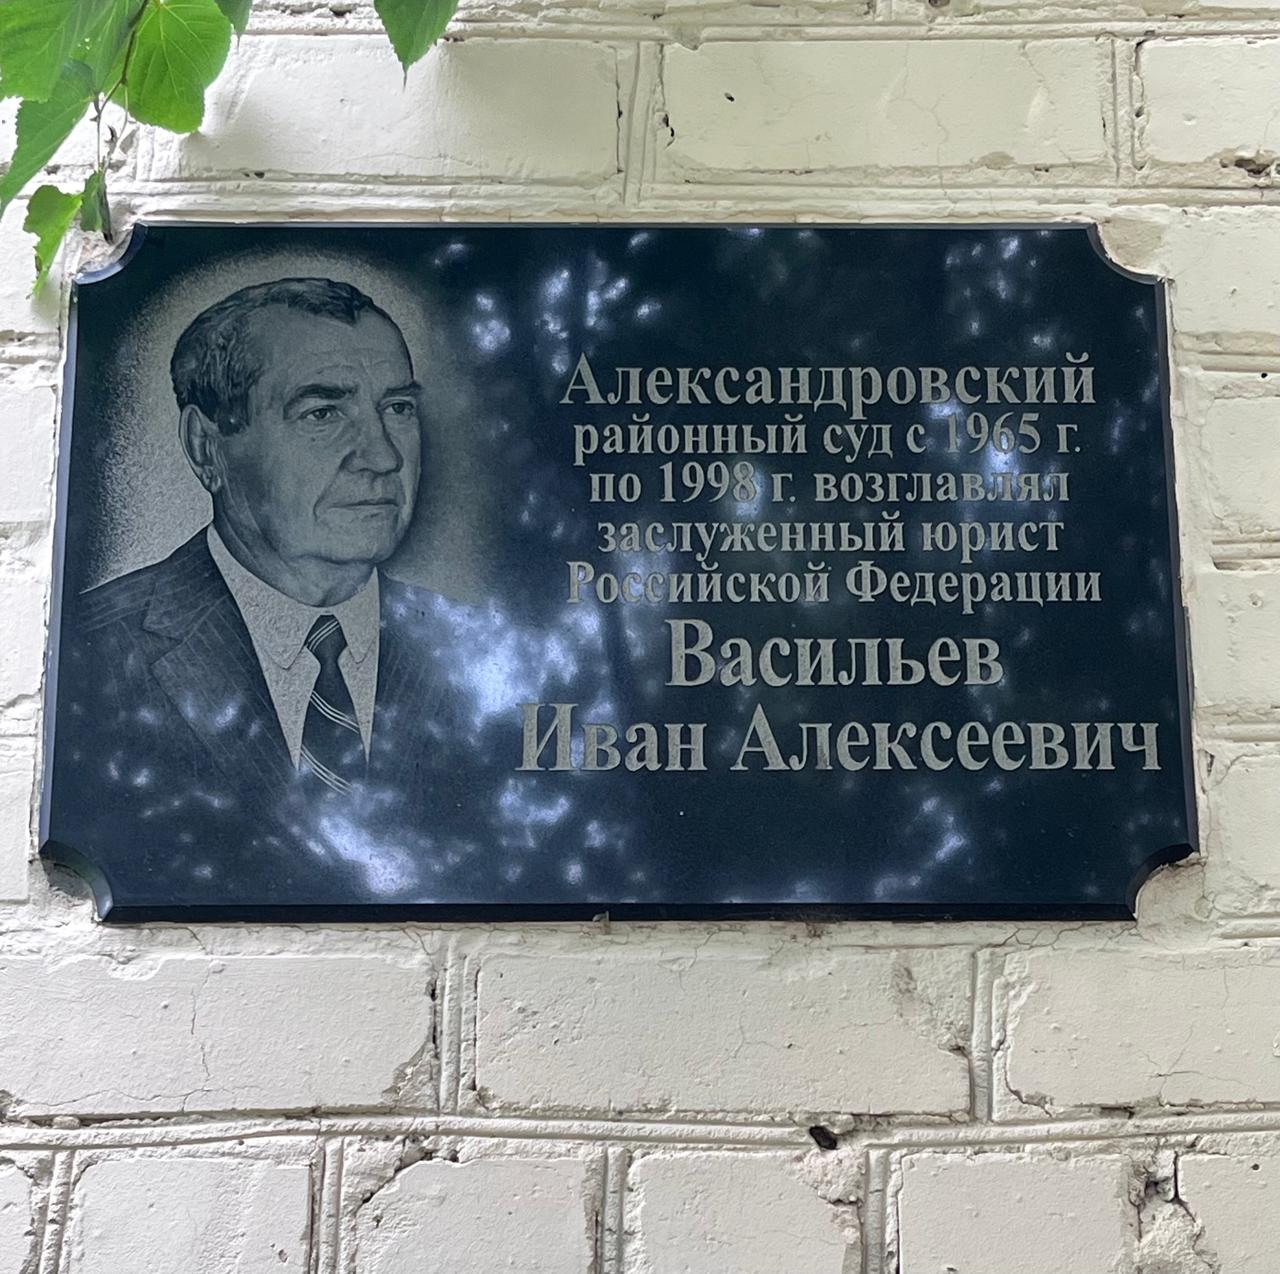 Александровский
районный суд с 1965 г.
по 1998 г. возглавлял
заслуженный юрист
Российской Федерации
Васильев
Иван Алексеевич